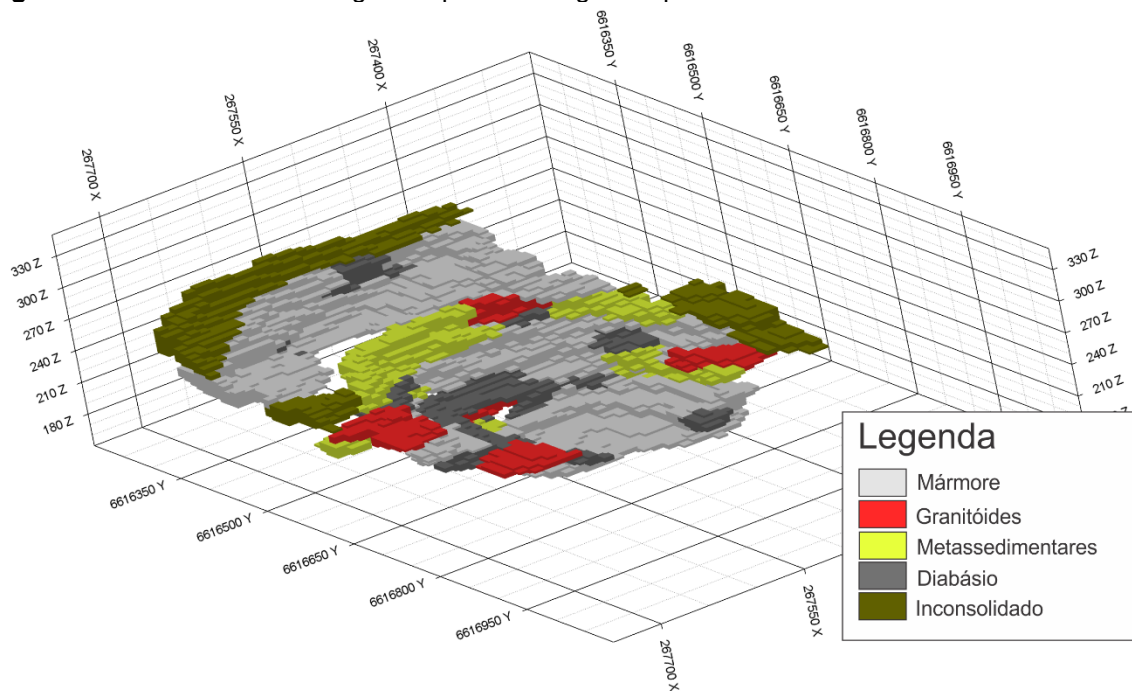 267400 X
267550 X
267700 X
6616350 Y
6616500 Y
6616650 Y
6616800 Y
6616950 Y
330 Z
300 Z
270 Z
240 Z
210 Z
180 Z
330 Z
300 Z
270 Z
240 Z
210 Z
6616350 Y
6616500 Y
6616650 Y
6616800 Y
6616950 Y
267700 X
267550 X
Legenda
Mármore
Granitóides
Metassedimentares
Diabásio
Inconsolidado